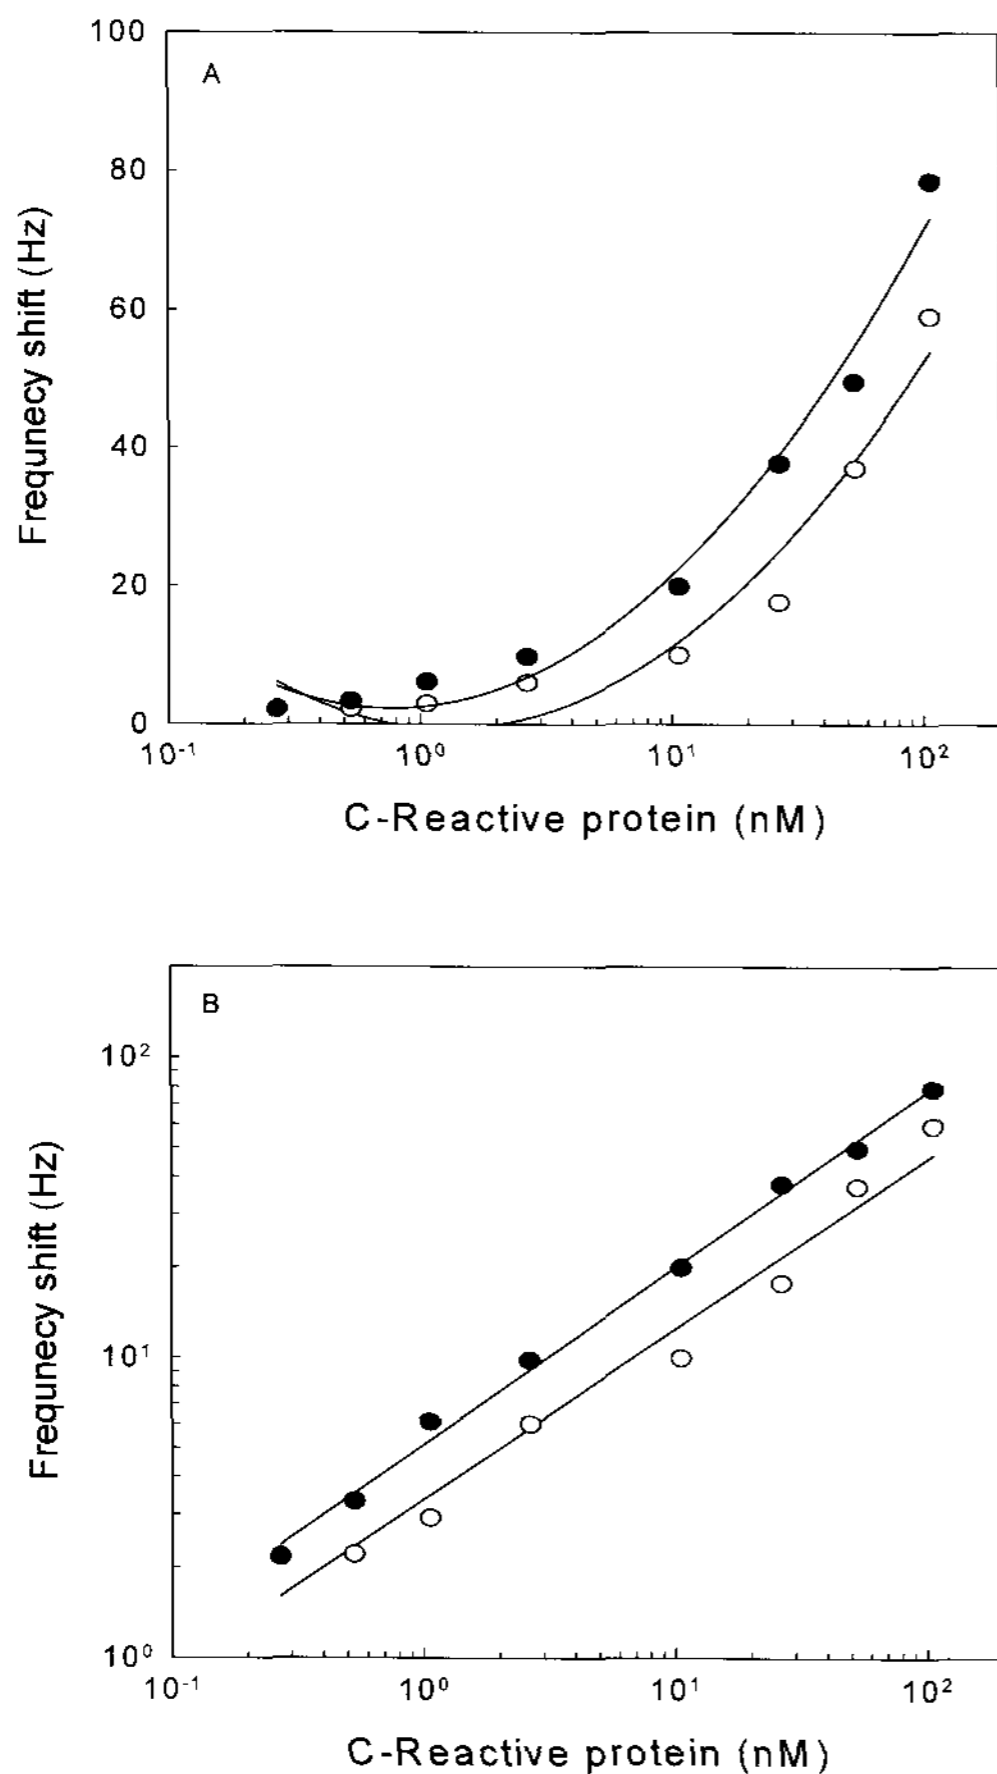 100
A
80
60
40
20
0
Frequnecy shift (Hz)
10⁻¹ 10⁰ 10¹ 10²
C-Reactive protein (nM)
B
10²
10¹
10⁰
Frequnecy shift (Hz)
10⁻¹ 10⁰ 10¹ 10²
C-Reactive protein (nM)